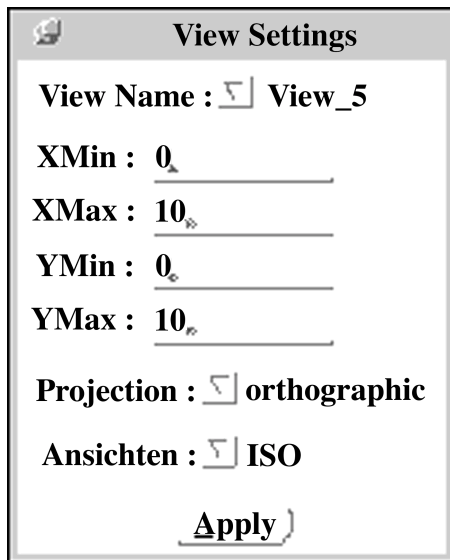 View Settings
View Name : View_5
XMin : 0
XMax : 10
YMin : 0
YMax : 10
Projection : orthographic
Ansichten : ISO
Apply